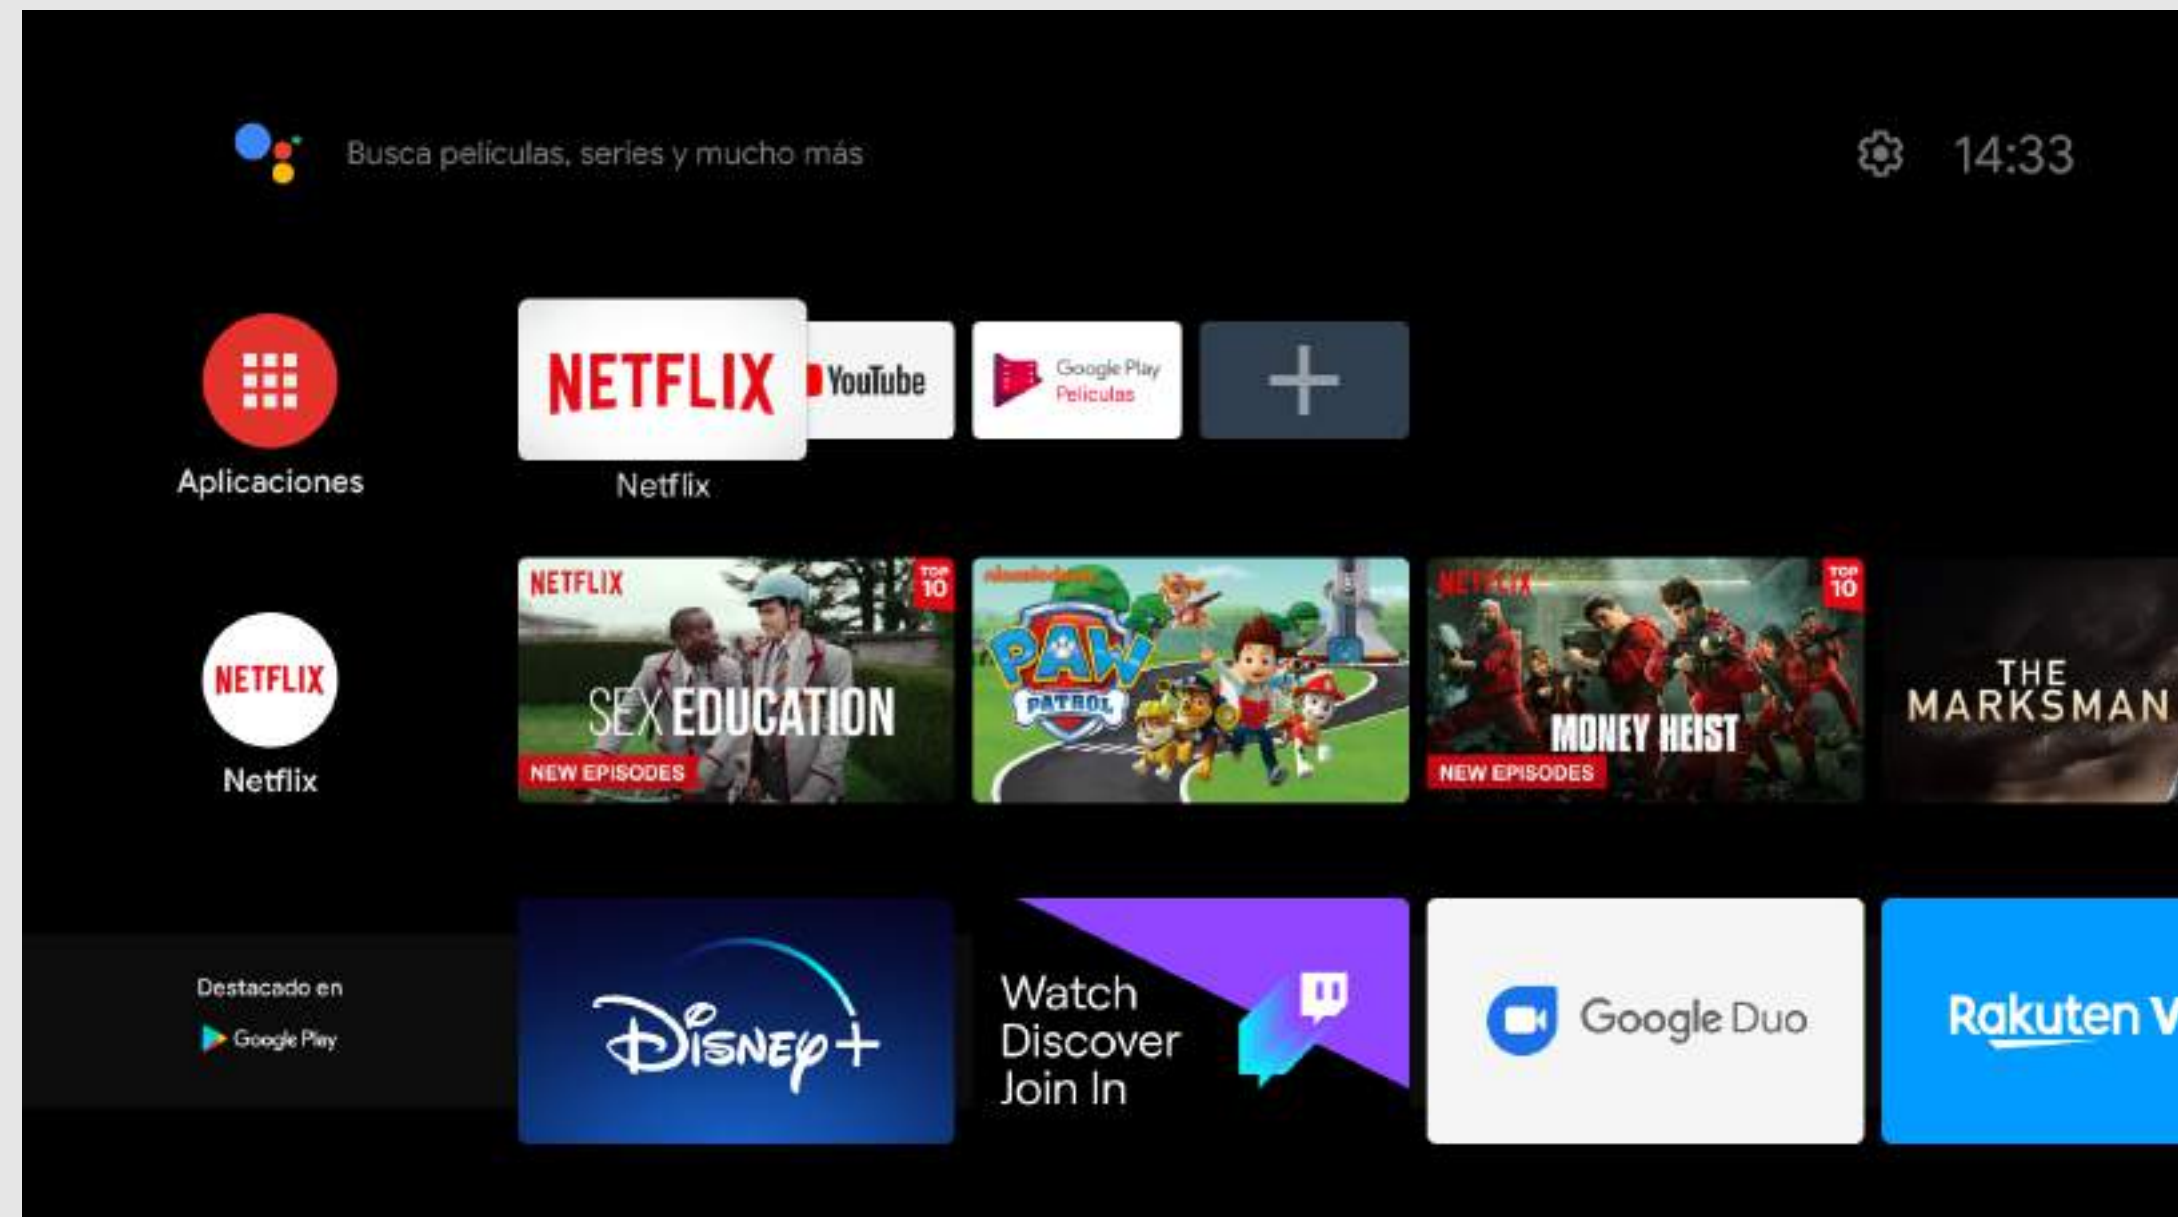 Busca películas, series y mucho más
14:33
NETFLIX
YouTube
Google Play
Películas
Aplicaciones
Netflix
NETFLIX
Netflix
NETFLIX
TOP
10
SEX EDUCATION
NEW EPISODES
nickelodeon
PAW
PATROL
NETFLIX
TOP
10
MONEY HEIST
NEW EPISODES
THE
MARKSMAN
Destacado en
Google Play
Disney+
Watch
Discover
Join In
Google Duo
Rakuten V